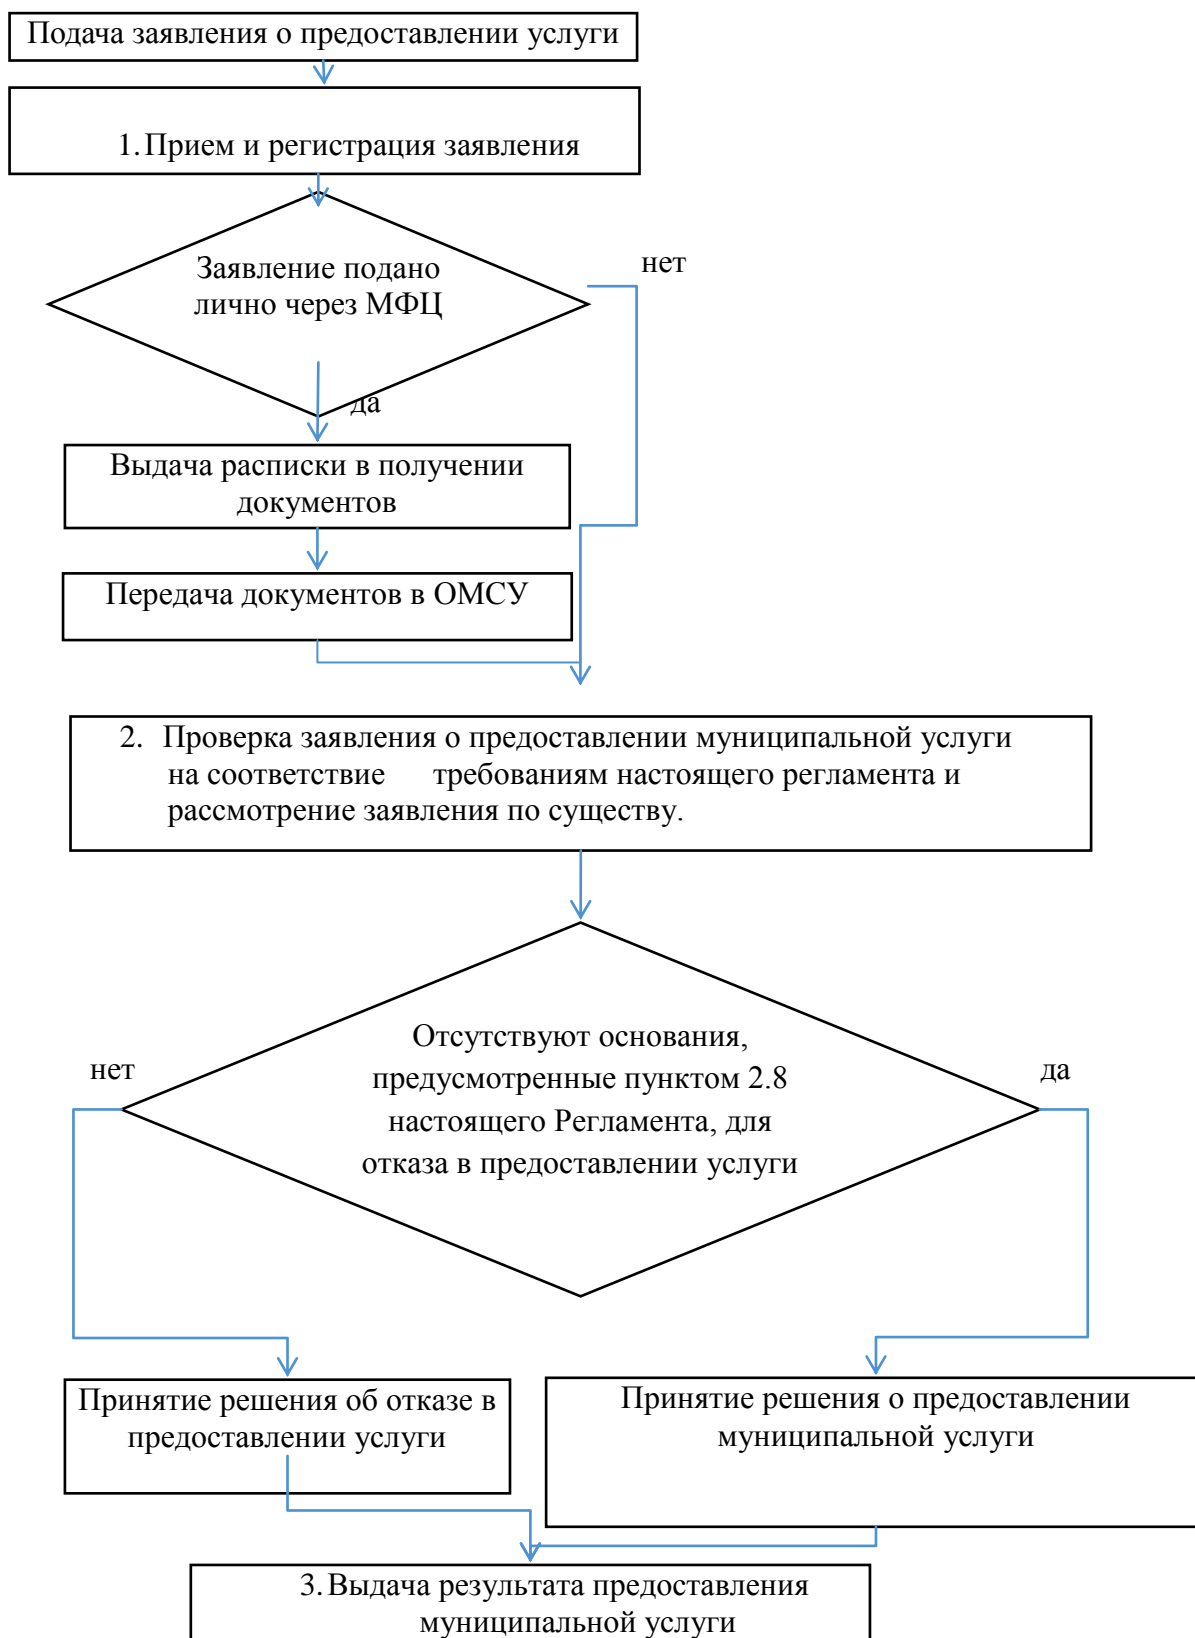 Подача заявления о предоставлении услуги
1. Прием и регистрация заявления
Заявление подано
лично через МФЦ
нет
да
Выдача расписки в получении
документов
Передача документов в ОМСУ
2. Проверка заявления о предоставлении муниципальной услуги
на соответствие требованиям настоящего регламента и
рассмотрение заявления по существу.
Отсутствуют основания,
предусмотренные пунктом 2.8
настоящего Регламента, для
отказа в предоставлении услуги
нет
да
Принятие решения об отказе в
предоставлении услуги
Принятие решения о предоставлении
муниципальной услуги
3. Выдача результата предоставления
муниципальной услуги